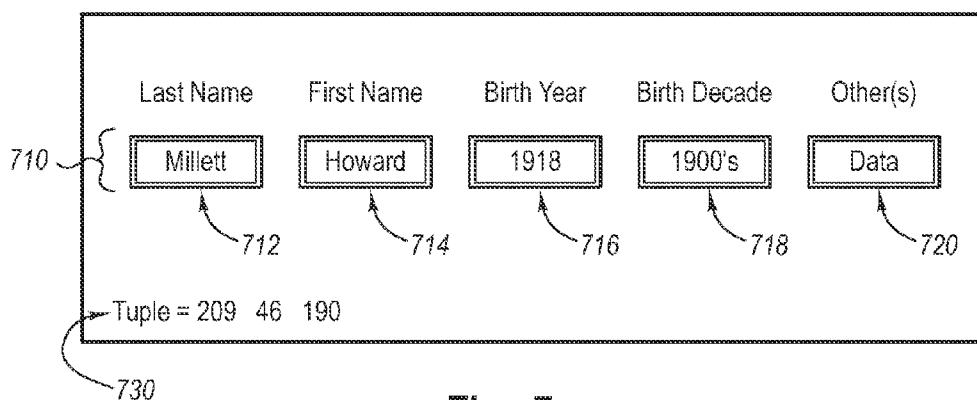 Last Name First Name Birth Year Birth Decade Other(s)
710 Millett Howard 1918 1900's Data
712 714 716 718 720
Tuple = 209 46 190
730